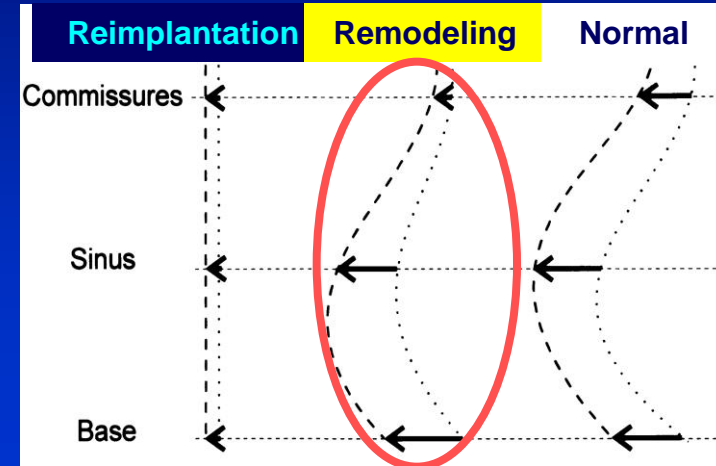 Reimplantation Remodeling Normal
Commissures
Sinus
Base